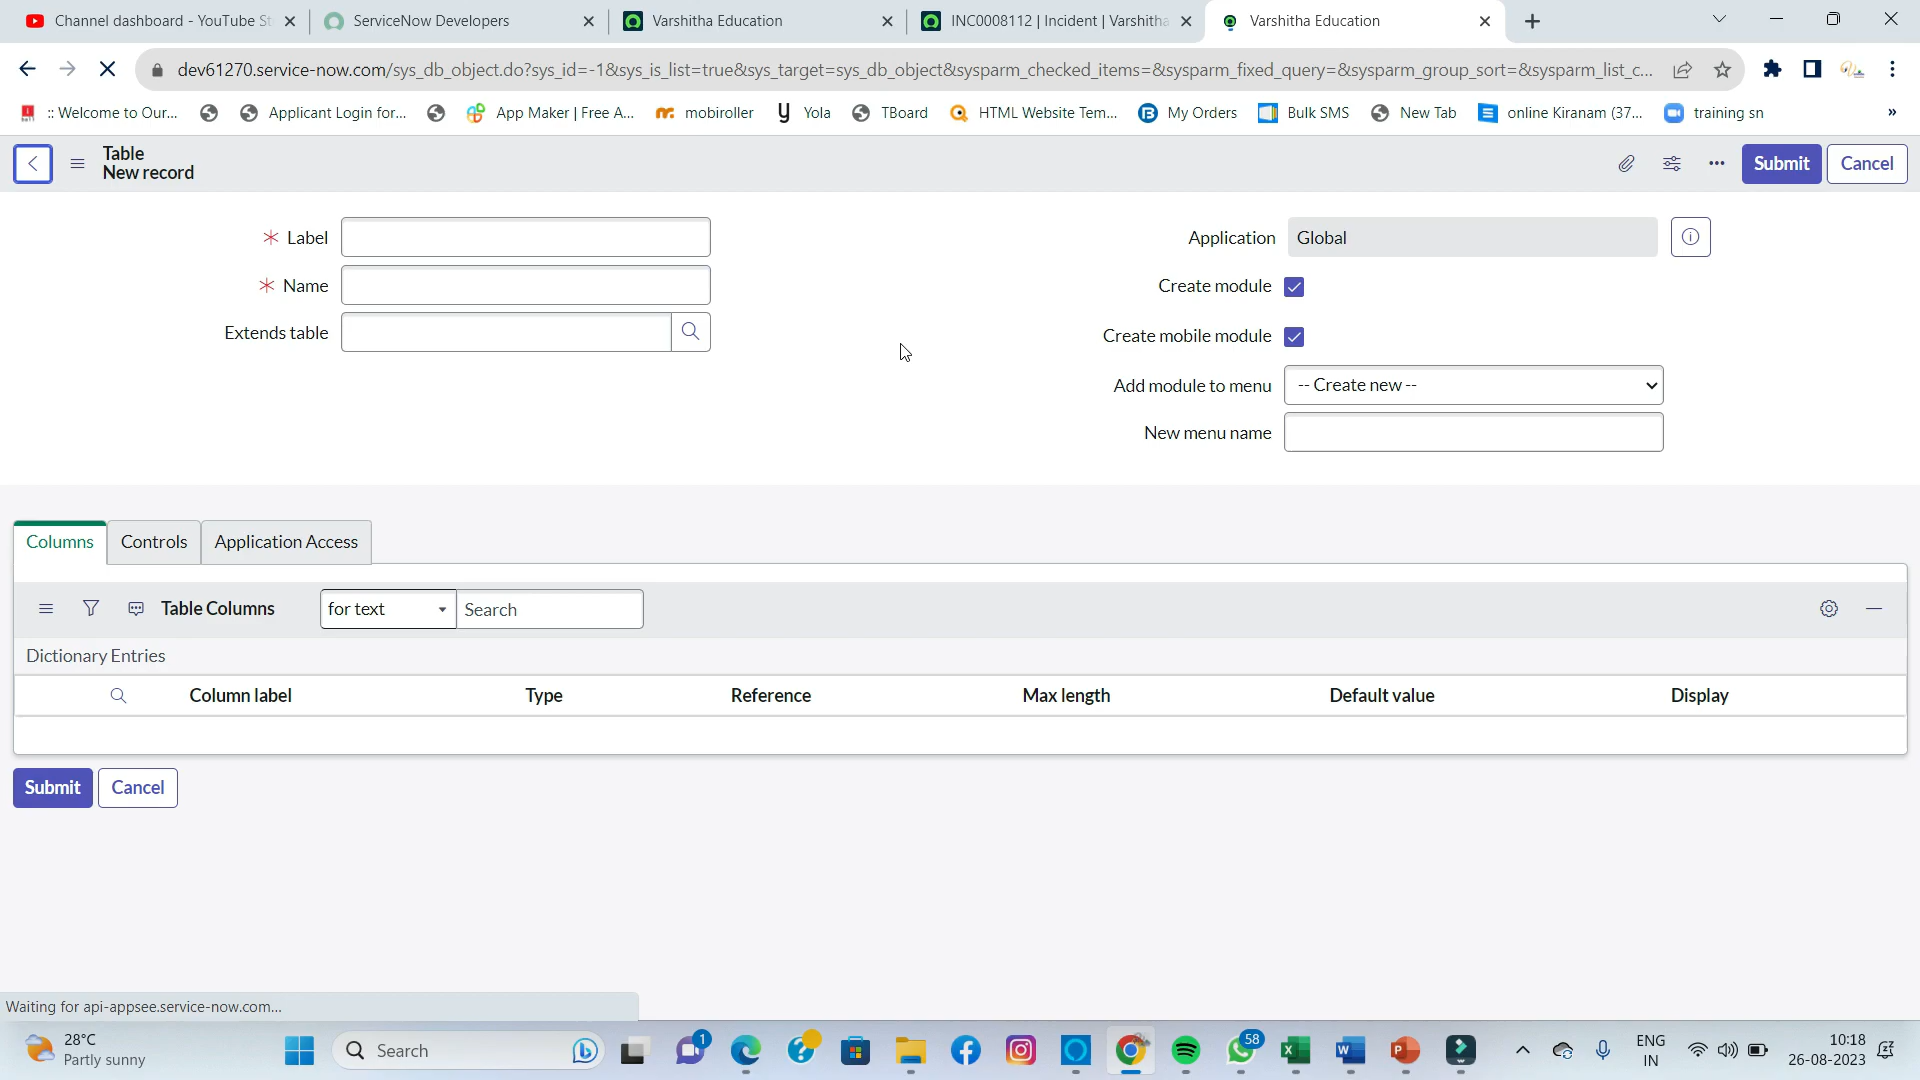 Channel dashboard - YouTube St
ServiceNow Developers
Varshitha Education
INC0008112 | Incident | Varshitha
Varshitha Education
dev61270.service-now.com/sys_db_object.do?sys_id=-1&sys_is_list=true&sys_target=sys_db_object&sysparm_checked_items=&sysparm_fixed_query=&sysparm_group_sort=&sysparm_list_c...
:: Welcome to Our...
Applicant Login for...
App Maker | Free A...
mobiroller
Yola
TBoard
HTML Website Tem...
My Orders
Bulk SMS
New Tab
online Kiranam (37...
training sn
»
Table
New record
Submit
Cancel
Label
Name
Extends table
Application
Global
Create module
Create mobile module
Add module to menu
-- Create new --
New menu name
Columns
Controls
Application Access
Table Columns
for text
Search
Dictionary Entries
Column label
Type
Reference
Max length
Default value
Display
Submit
Cancel
Waiting for api-appsee.service-now.com...
28°C
Partly sunny
Search
1
58
ENG
IN
10:18
26-08-2023